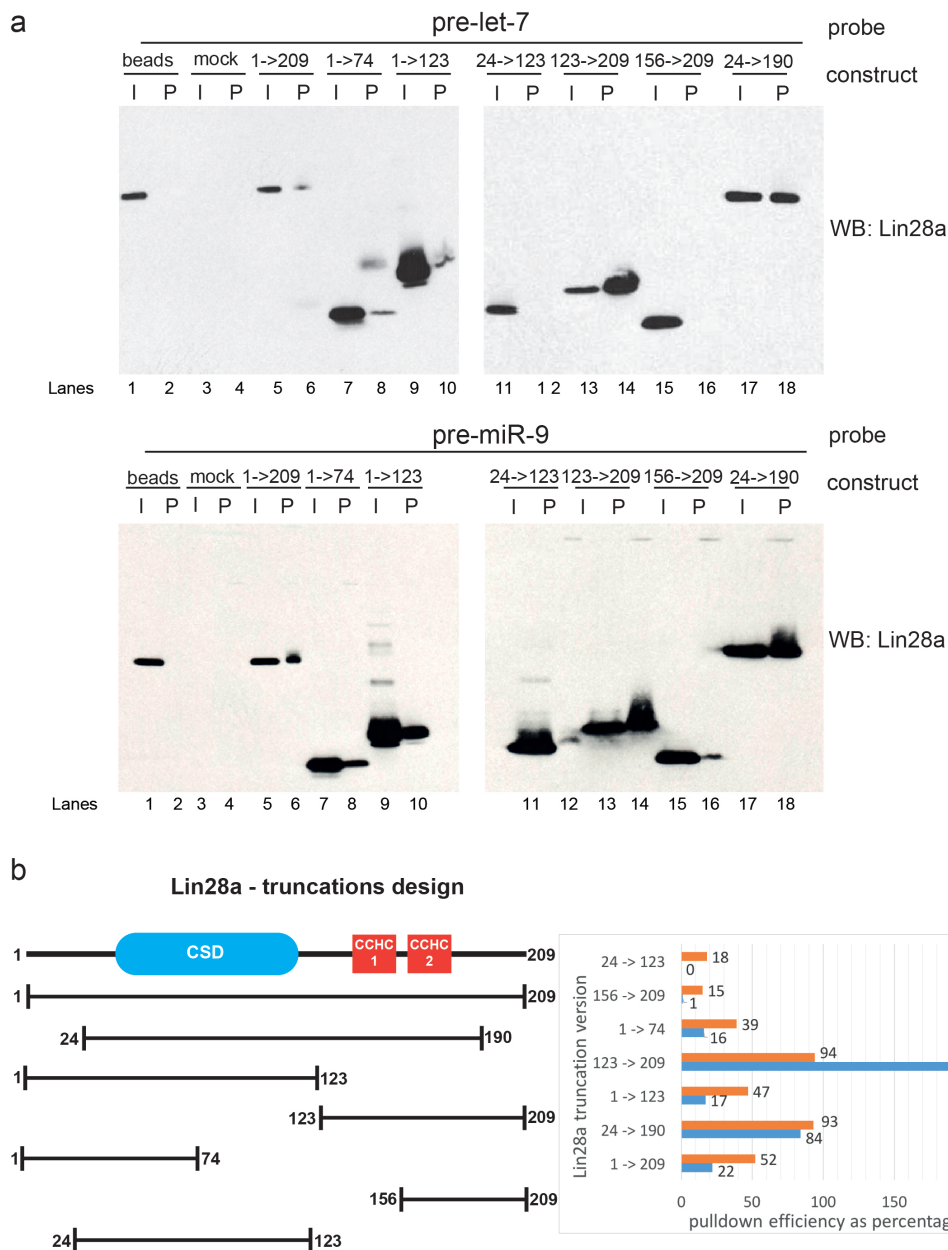 a
pre-let-7 probe
beads mock 1->209 1->74 1->123 24->123 123->209 156->209 24->190 construct
I P I P I P I P I P I P I P I P I P
WB: Lin28a
Lanes 1 2 3 4 5 6 7 8 9 10 11 1 2 13 14 15 16 17 18
pre-miR-9 probe
beads mock 1->209 1->74 1->123 24->123 123->209 156->209 24->190 construct
I P I P I P I P I P I P I P I P I P
WB: Lin28a
Lanes 1 2 3 4 5 6 7 8 9 10 11 12 13 14 15 16 17 18
b
Lin28a - truncations design
1 CSD CCHC 1 CCHC 2 209
1 209
24 190
1 123
123 209
1 74
156 209
24 123
Lin28a truncation version
24 -> 123 18 0
156 -> 209 15 1
1 -> 74 39 16
123 -> 209 94
1 -> 123 47 17
24 -> 190 93 84
1 -> 209 52 22
0 50 100 150
pulldown efficiency as percentage